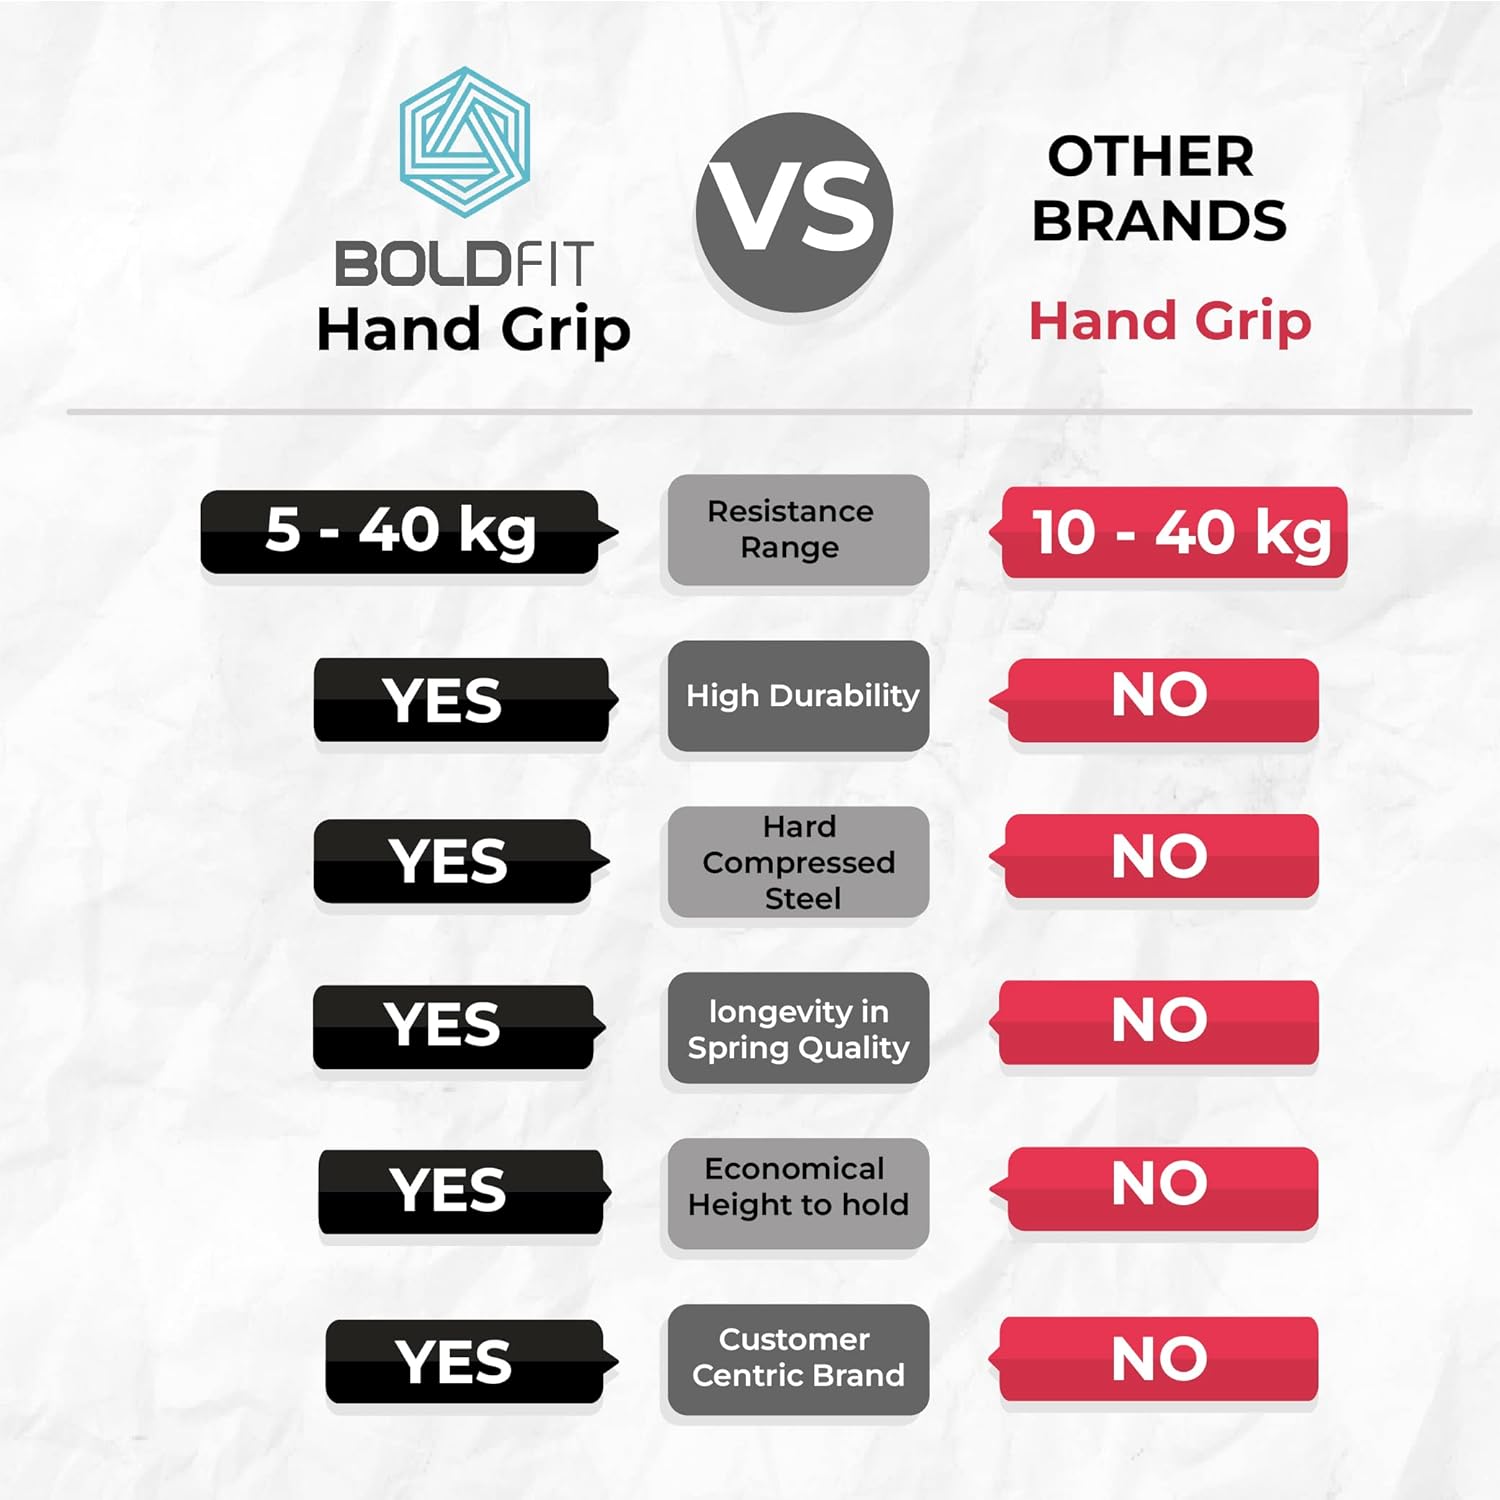 BOLDFIT
Hand Grip
VS
OTHER
BRANDS
Hand Grip
5 - 40 kg
Resistance
Range
10 - 40 kg
YES
High Durability
NO
YES
Hard
Compressed
Steel
NO
YES
longevity in
Spring Quality
NO
YES
Economical
Height to hold
NO
YES
Customer
Centric Brand
NO